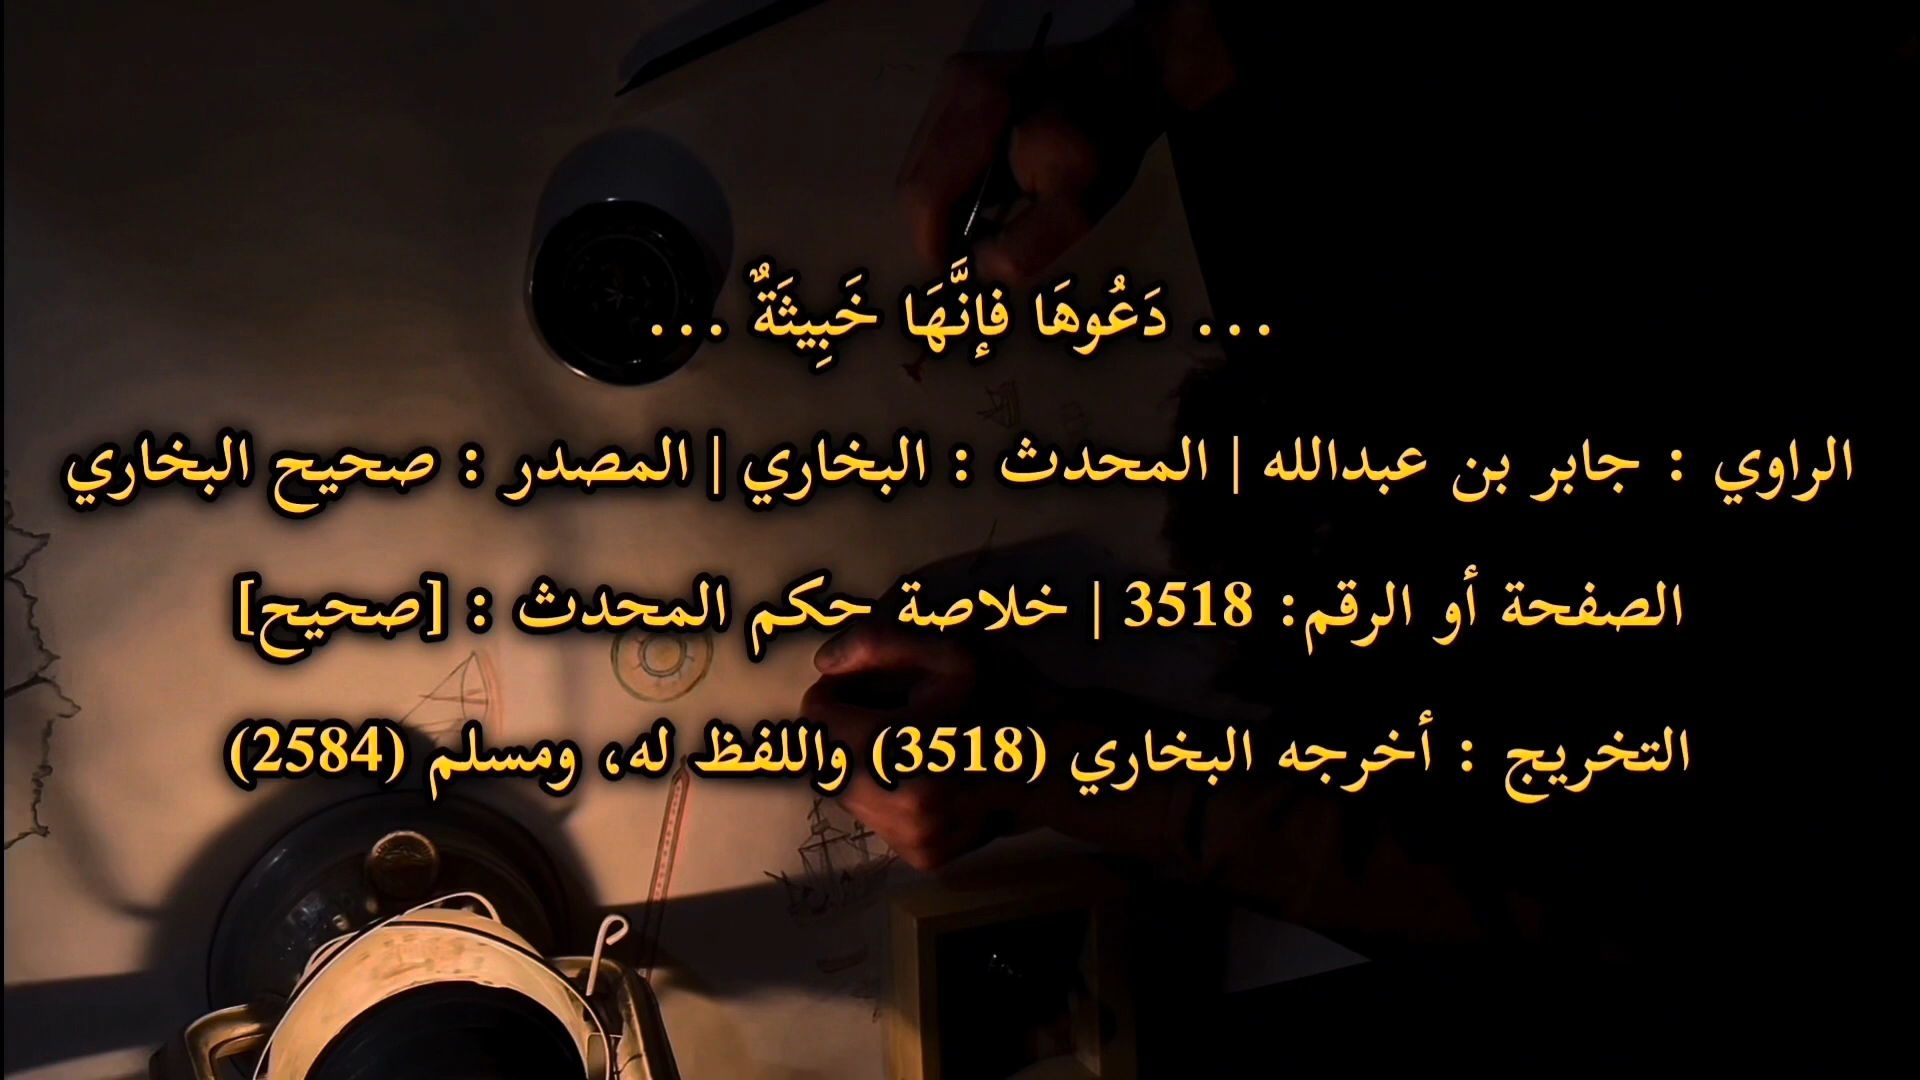 ... دَعُوهَا فإنَّهَا خَبِيثَةٌ ...
الراوي : جابر بن عبدالله | المحدث : البخاري | المصدر : صحيح البخاري
الصفحة أو الرقم: 3518 | خلاصة حكم المحدث : [صحيح]
التخريج : أخرجه البخاري (3518) واللفظ له، ومسلم (2584)